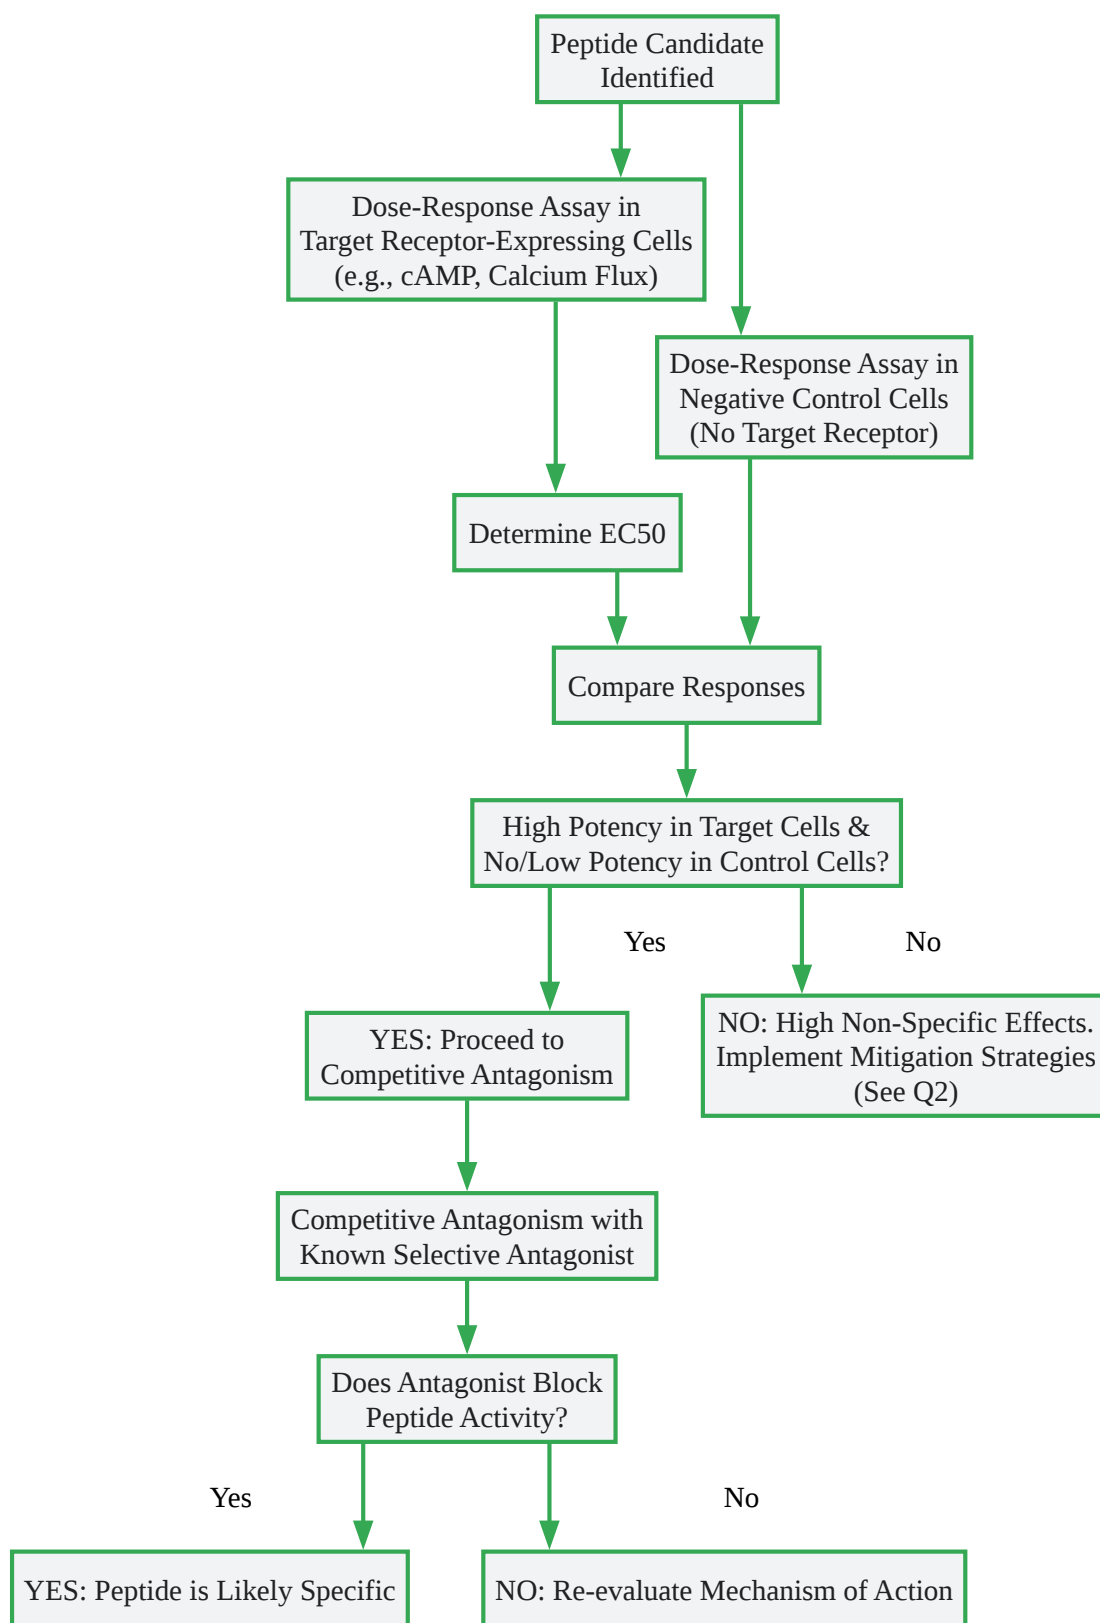 Peptide Candidate
Identified
Dose-Response Assay in
Target Receptor-Expressing Cells
(e.g., cAMP, Calcium Flux)
Dose-Response Assay in
Negative Control Cells
(No Target Receptor)
Determine EC50
Compare Responses
High Potency in Target Cells &
No/Low Potency in Control Cells?
Yes
No
YES: Proceed to
Competitive Antagonism
NO: High Non-Specific Effects.
Implement Mitigation Strategies
(See Q2)
Competitive Antagonism with
Known Selective Antagonist
Does Antagonist Block
Peptide Activity?
Yes
No
YES: Peptide is Likely Specific
NO: Re-evaluate Mechanism of Action